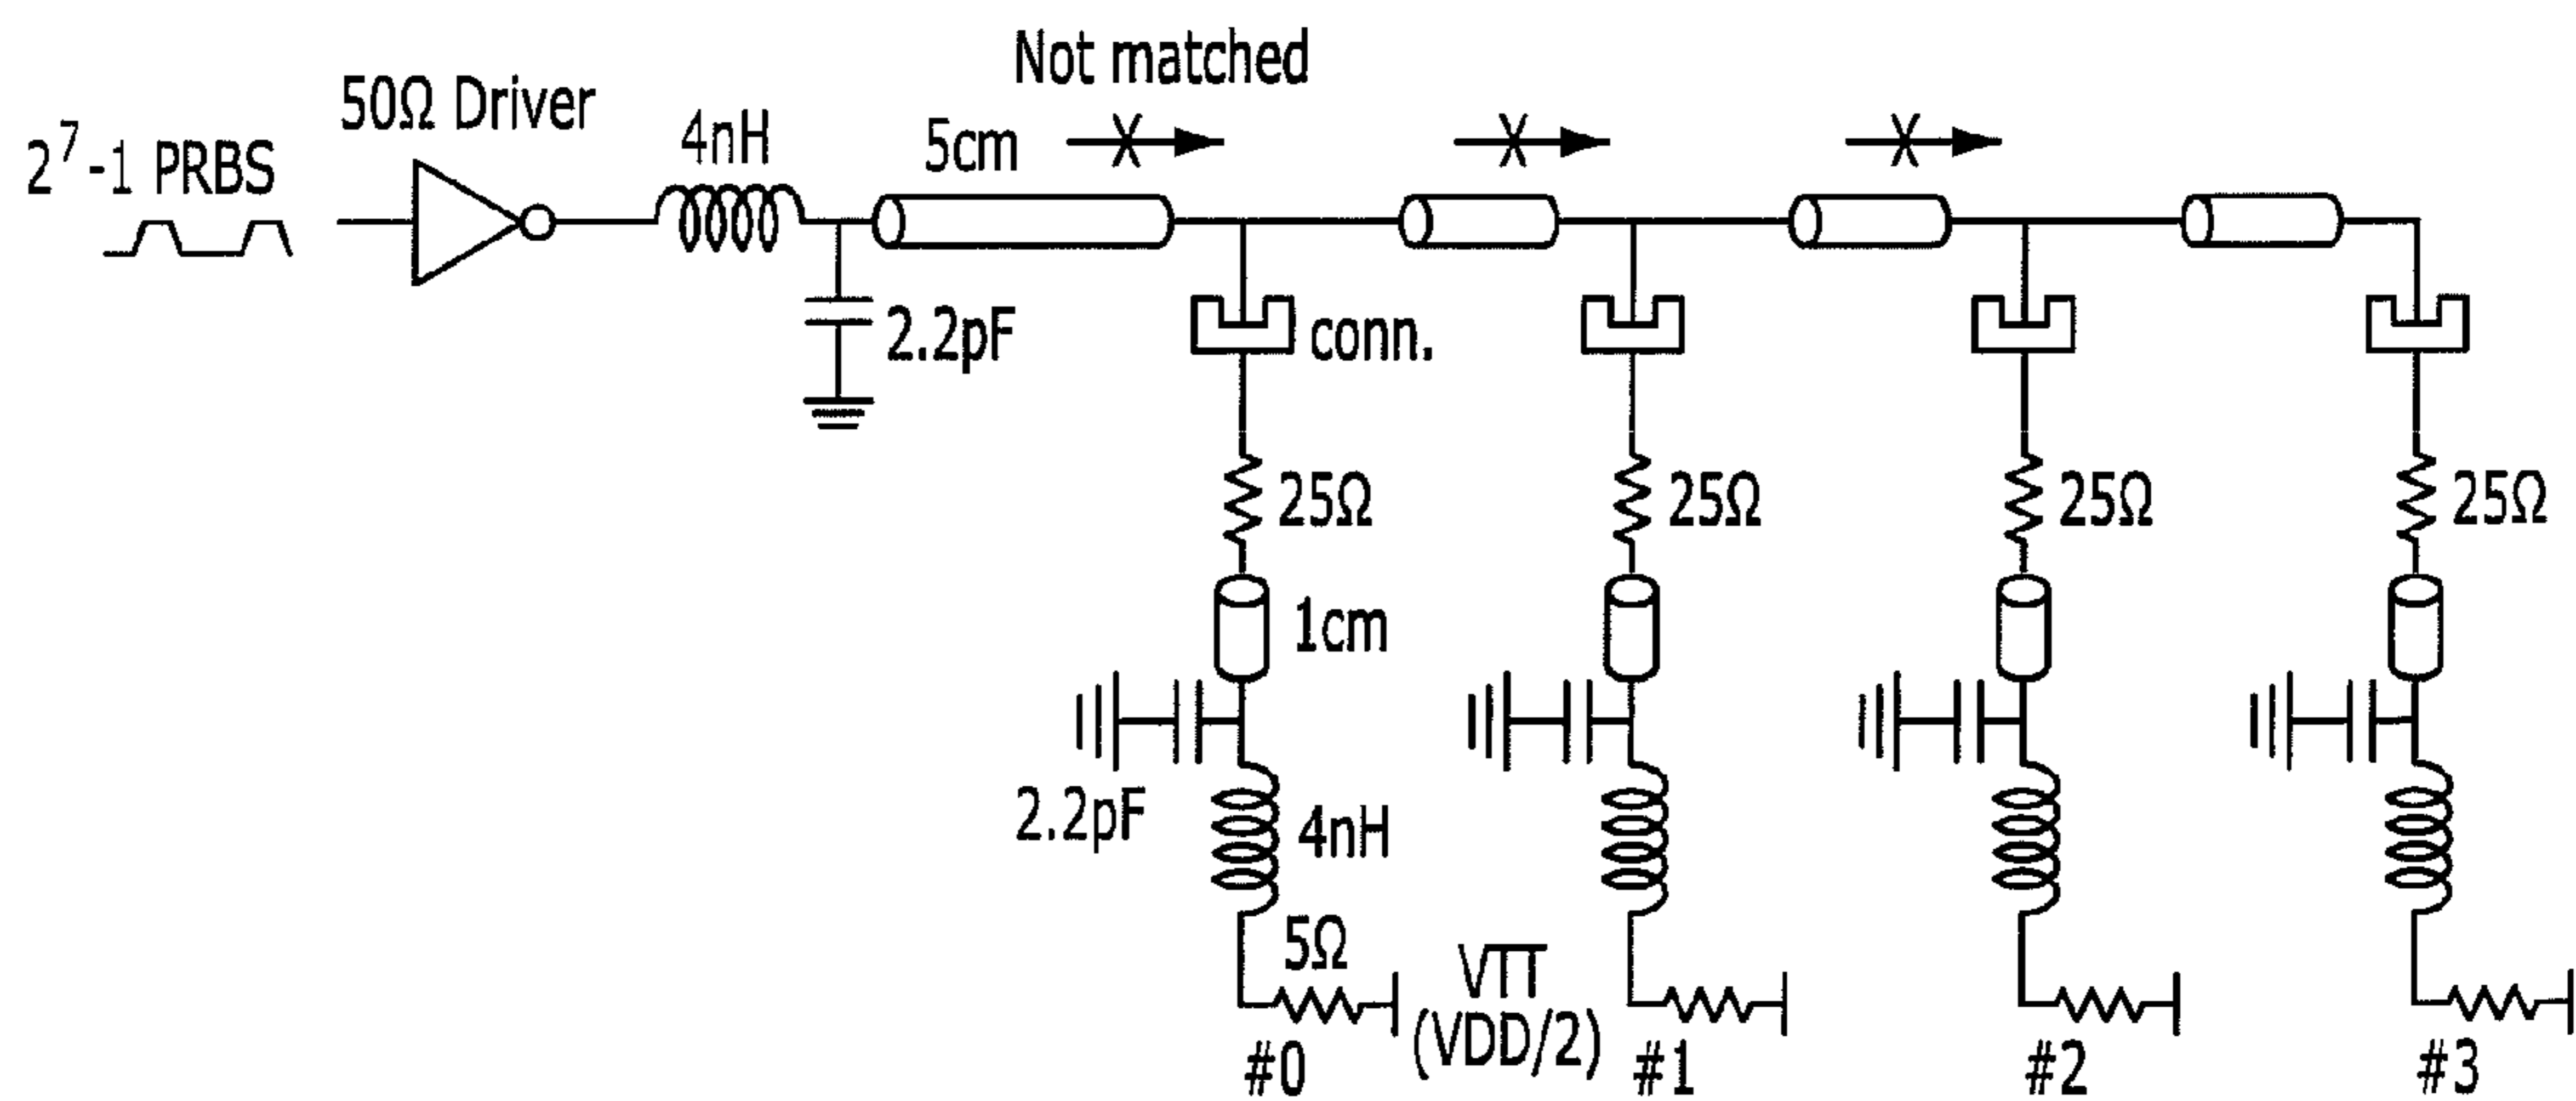 Not matched
50Ω Driver
2⁷-1 PRBS
4nH
5cm
X
X
X
2.2pF
conn.
25Ω
25Ω
25Ω
25Ω
1cm
2.2pF
4nH
5Ω
VTT
(VDD/2)
#0
#1
#2
#3